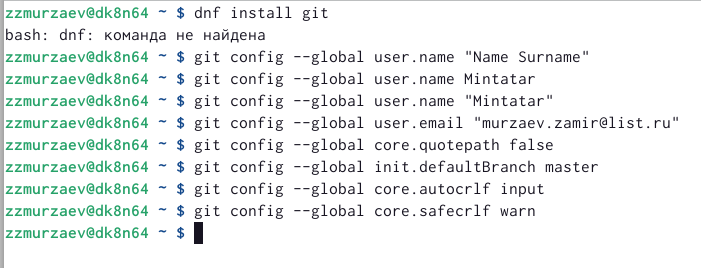 zzmurzaev@dk8n64 ~ $ dnf install git
bash: dnf: команда не найдена
zzmurzaev@dk8n64 ~ $ git config --global user.name "Name Surname"
zzmurzaev@dk8n64 ~ $ git config --global user.name Mintatar
zzmurzaev@dk8n64 ~ $ git config --global user.name "Mintatar"
zzmurzaev@dk8n64 ~ $ git config --global user.email "murzaev.zamir@list.ru"
zzmurzaev@dk8n64 ~ $ git config --global core.quotepath false
zzmurzaev@dk8n64 ~ $ git config --global init.defaultBranch master
zzmurzaev@dk8n64 ~ $ git config --global core.autocrlf input
zzmurzaev@dk8n64 ~ $ git config --global core.safecrlf warn
zzmurzaev@dk8n64 ~ $